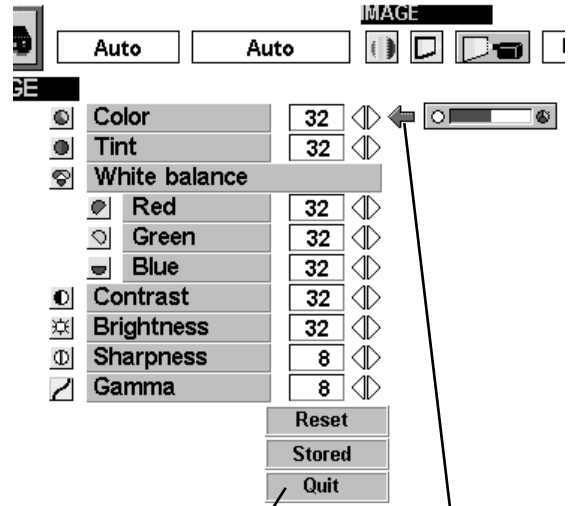 IMAGE
Auto Auto
GE
Color 32
Tint 32
White balance
Red 32
Green 32
Blue 32
Contrast 32
Brightness 32
Sharpness 8
Gamma 8
Reset
Stored
Quit